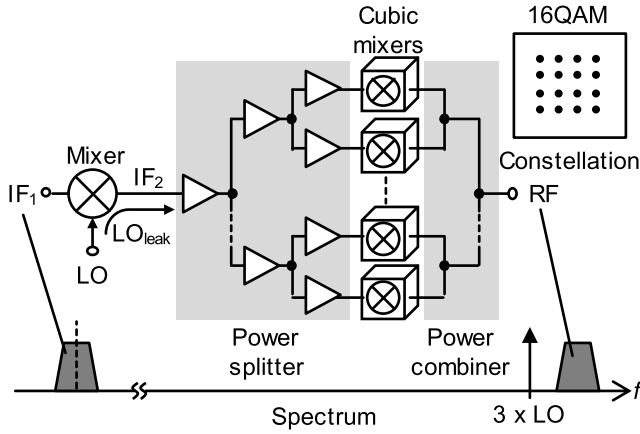 Cubic
mixers
16QAM
Mixer
IF1
IF2
LOleak
LO
Constellation
RF
Power
splitter
Power
combiner
f
Spectrum
3 x LO